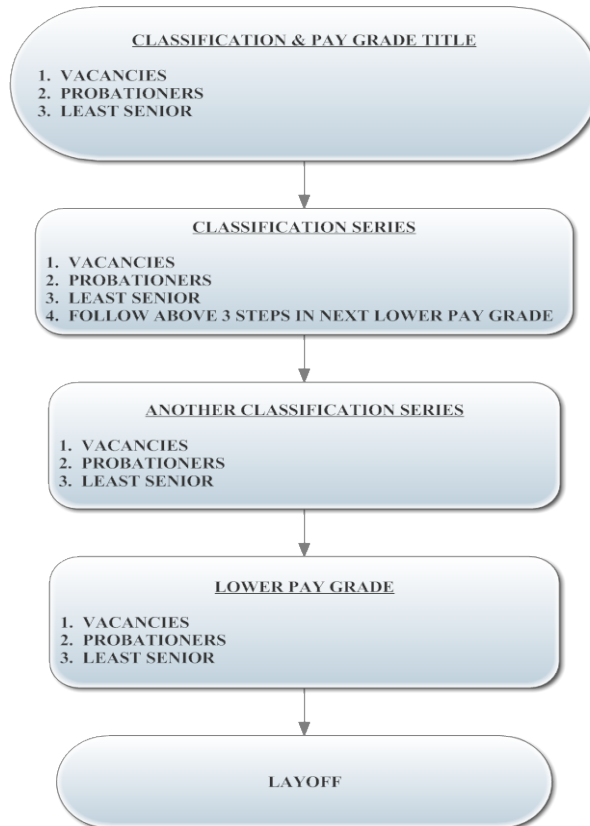 CLASSIFICATION & PAY GRADE TITLE
1. VACANCIES
2. PROBATIONERS
3. LEAST SENIOR
CLASSIFICATION SERIES
1. VACANCIES
2. PROBATIONERS
3. LEAST SENIOR
4. FOLLOW ABOVE 3 STEPS IN NEXT LOWER PAY GRADE
ANOTHER CLASSIFICATION SERIES
1. VACANCIES
2. PROBATIONERS
3. LEAST SENIOR
LOWER PAY GRADE
1. VACANCIES
2. PROBATIONERS
3. LEAST SENIOR
LAYOFF